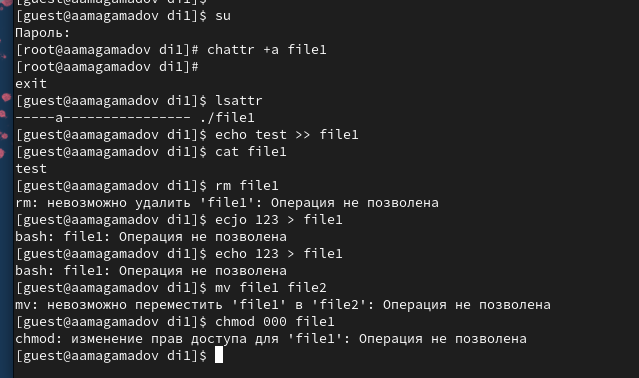 [guest@aamagamadov di1]$
[guest@aamagamadov di1]$ su
Пароль:
[root@aamagamadov di1]# chattr +a file1
[root@aamagamadov di1]#
exit
[guest@aamagamadov di1]$ lsattr
-----a---------------- ./file1
[guest@aamagamadov di1]$ echo test >> file1
[guest@aamagamadov di1]$ cat file1
test
[guest@aamagamadov di1]$ rm file1
rm: невозможно удалить 'file1': Операция не позволена
[guest@aamagamadov di1]$ ecjo 123 > file1
bash: file1: Операция не позволена
[guest@aamagamadov di1]$ echo 123 > file1
bash: file1: Операция не позволена
[guest@aamagamadov di1]$ mv file1 file2
mv: невозможно переместить 'file1' в 'file2': Операция не позволена
[guest@aamagamadov di1]$ chmod 000 file1
chmod: изменение прав доступа для 'file1': Операция не позволена
[guest@aamagamadov di1]$